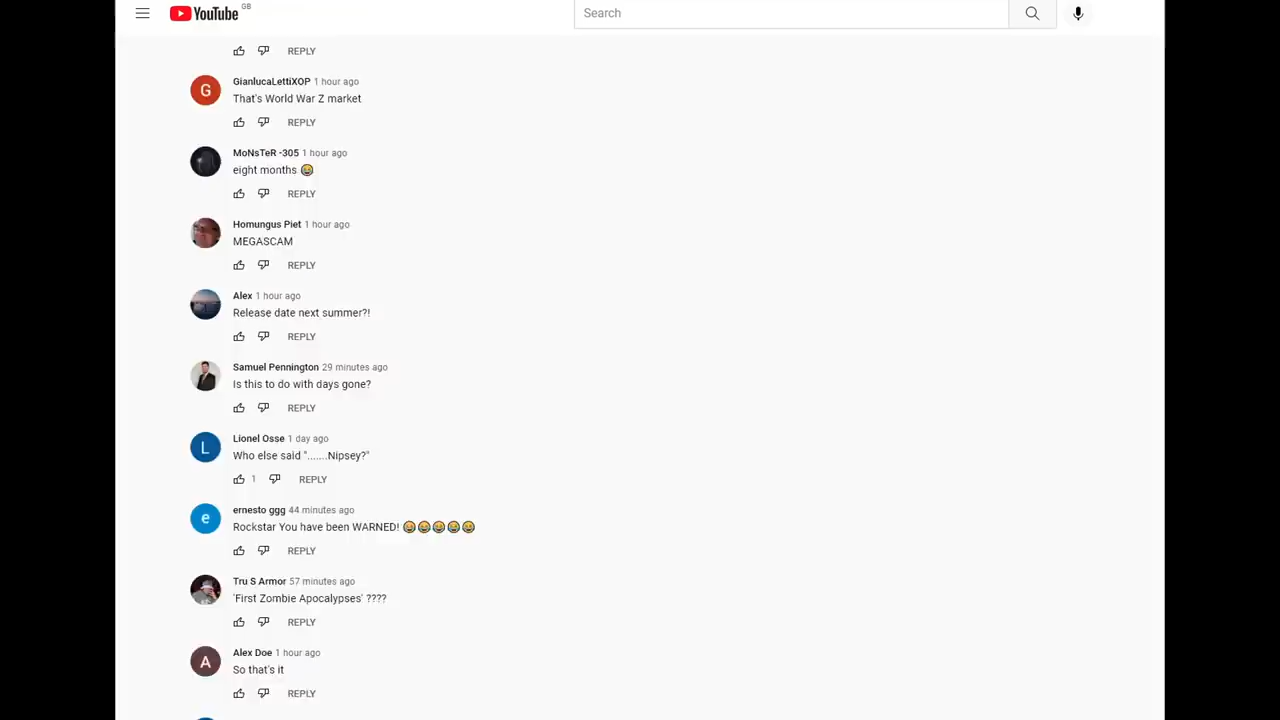 YouTube GB
Search
REPLY
G
GianlucaLettiXOP 1 hour ago
That's World War Z market
REPLY
MoNsTeR -305 1 hour ago
eight months 😂
REPLY
Homungus Piet 1 hour ago
MEGASCAM
REPLY
Alex 1 hour ago
Release date next summer?!
REPLY
Samuel Pennington 29 minutes ago
Is this to do with days gone?
REPLY
L
Lionel Osse 1 day ago
Who else said ".......Nipsey?"
1 REPLY
e
ernesto ggg 44 minutes ago
Rockstar You have been WARNED! 😂😂😂😂😂
REPLY
Tru S Armor 57 minutes ago
'First Zombie Apocalypses' ????
REPLY
A
Alex Doe 1 hour ago
So that's it
REPLY